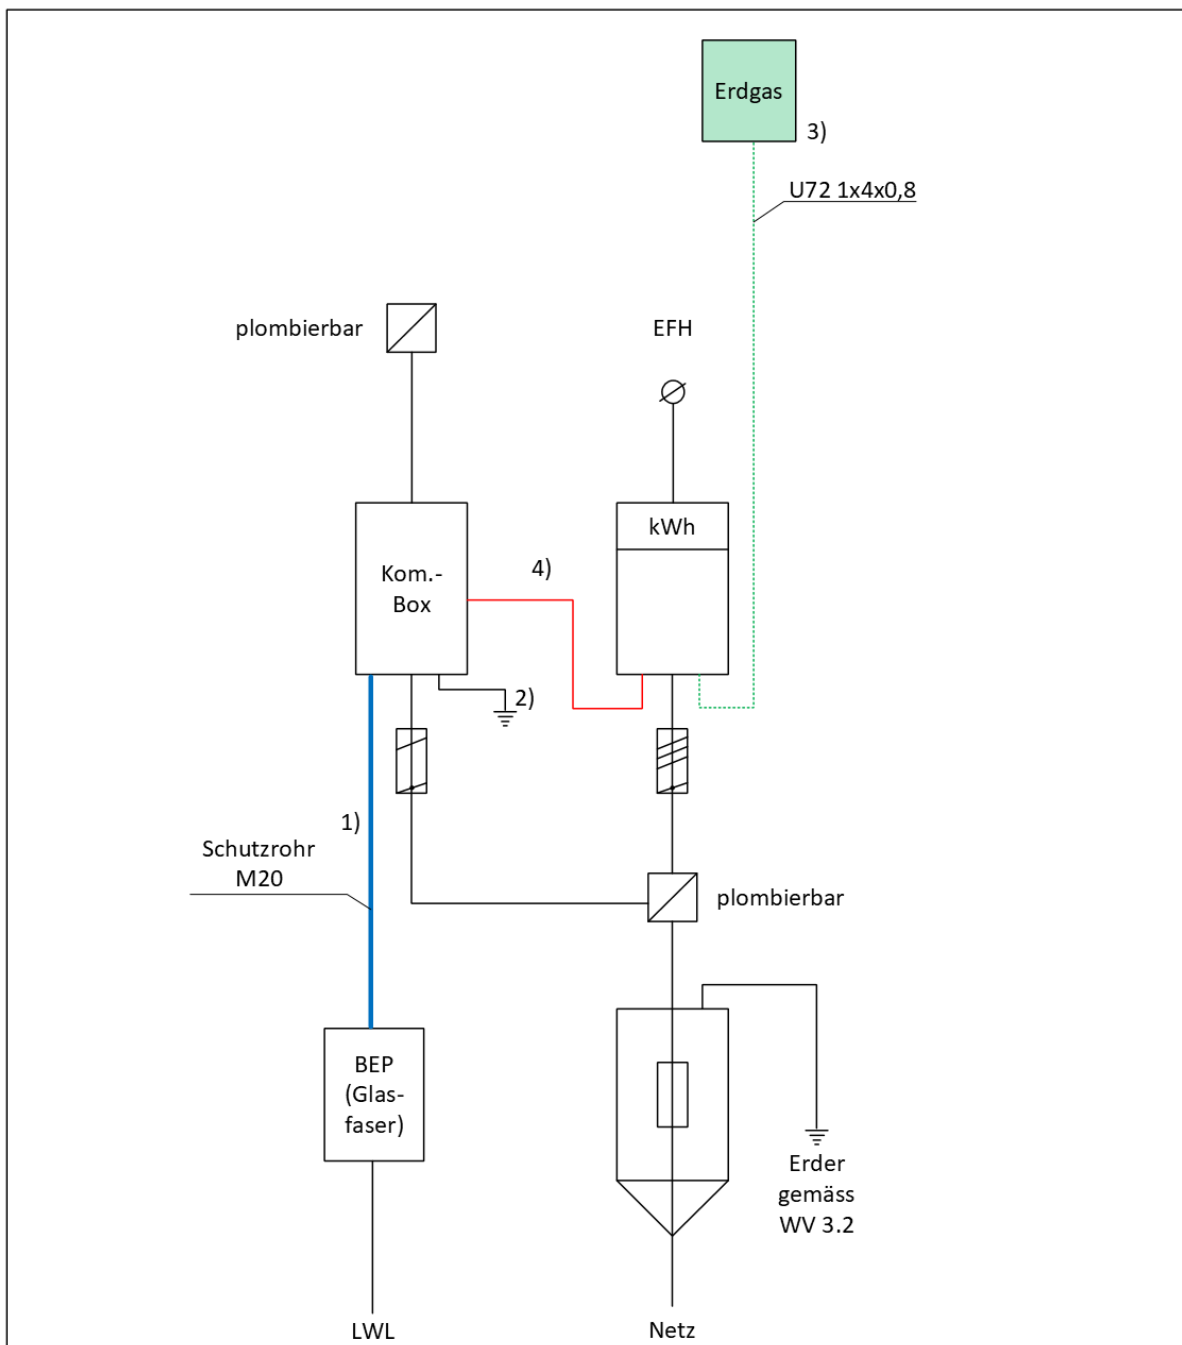 Erdgas
3)
U72 1x4x0,8
plombierbar
EFH
kWh
Kom.-
Box
4)
2)
1)
Schutzrohr
M20
plombierbar
BEP
(Glas-
faser)
Erder
gemäss
WV 3.2
LWL
Netz